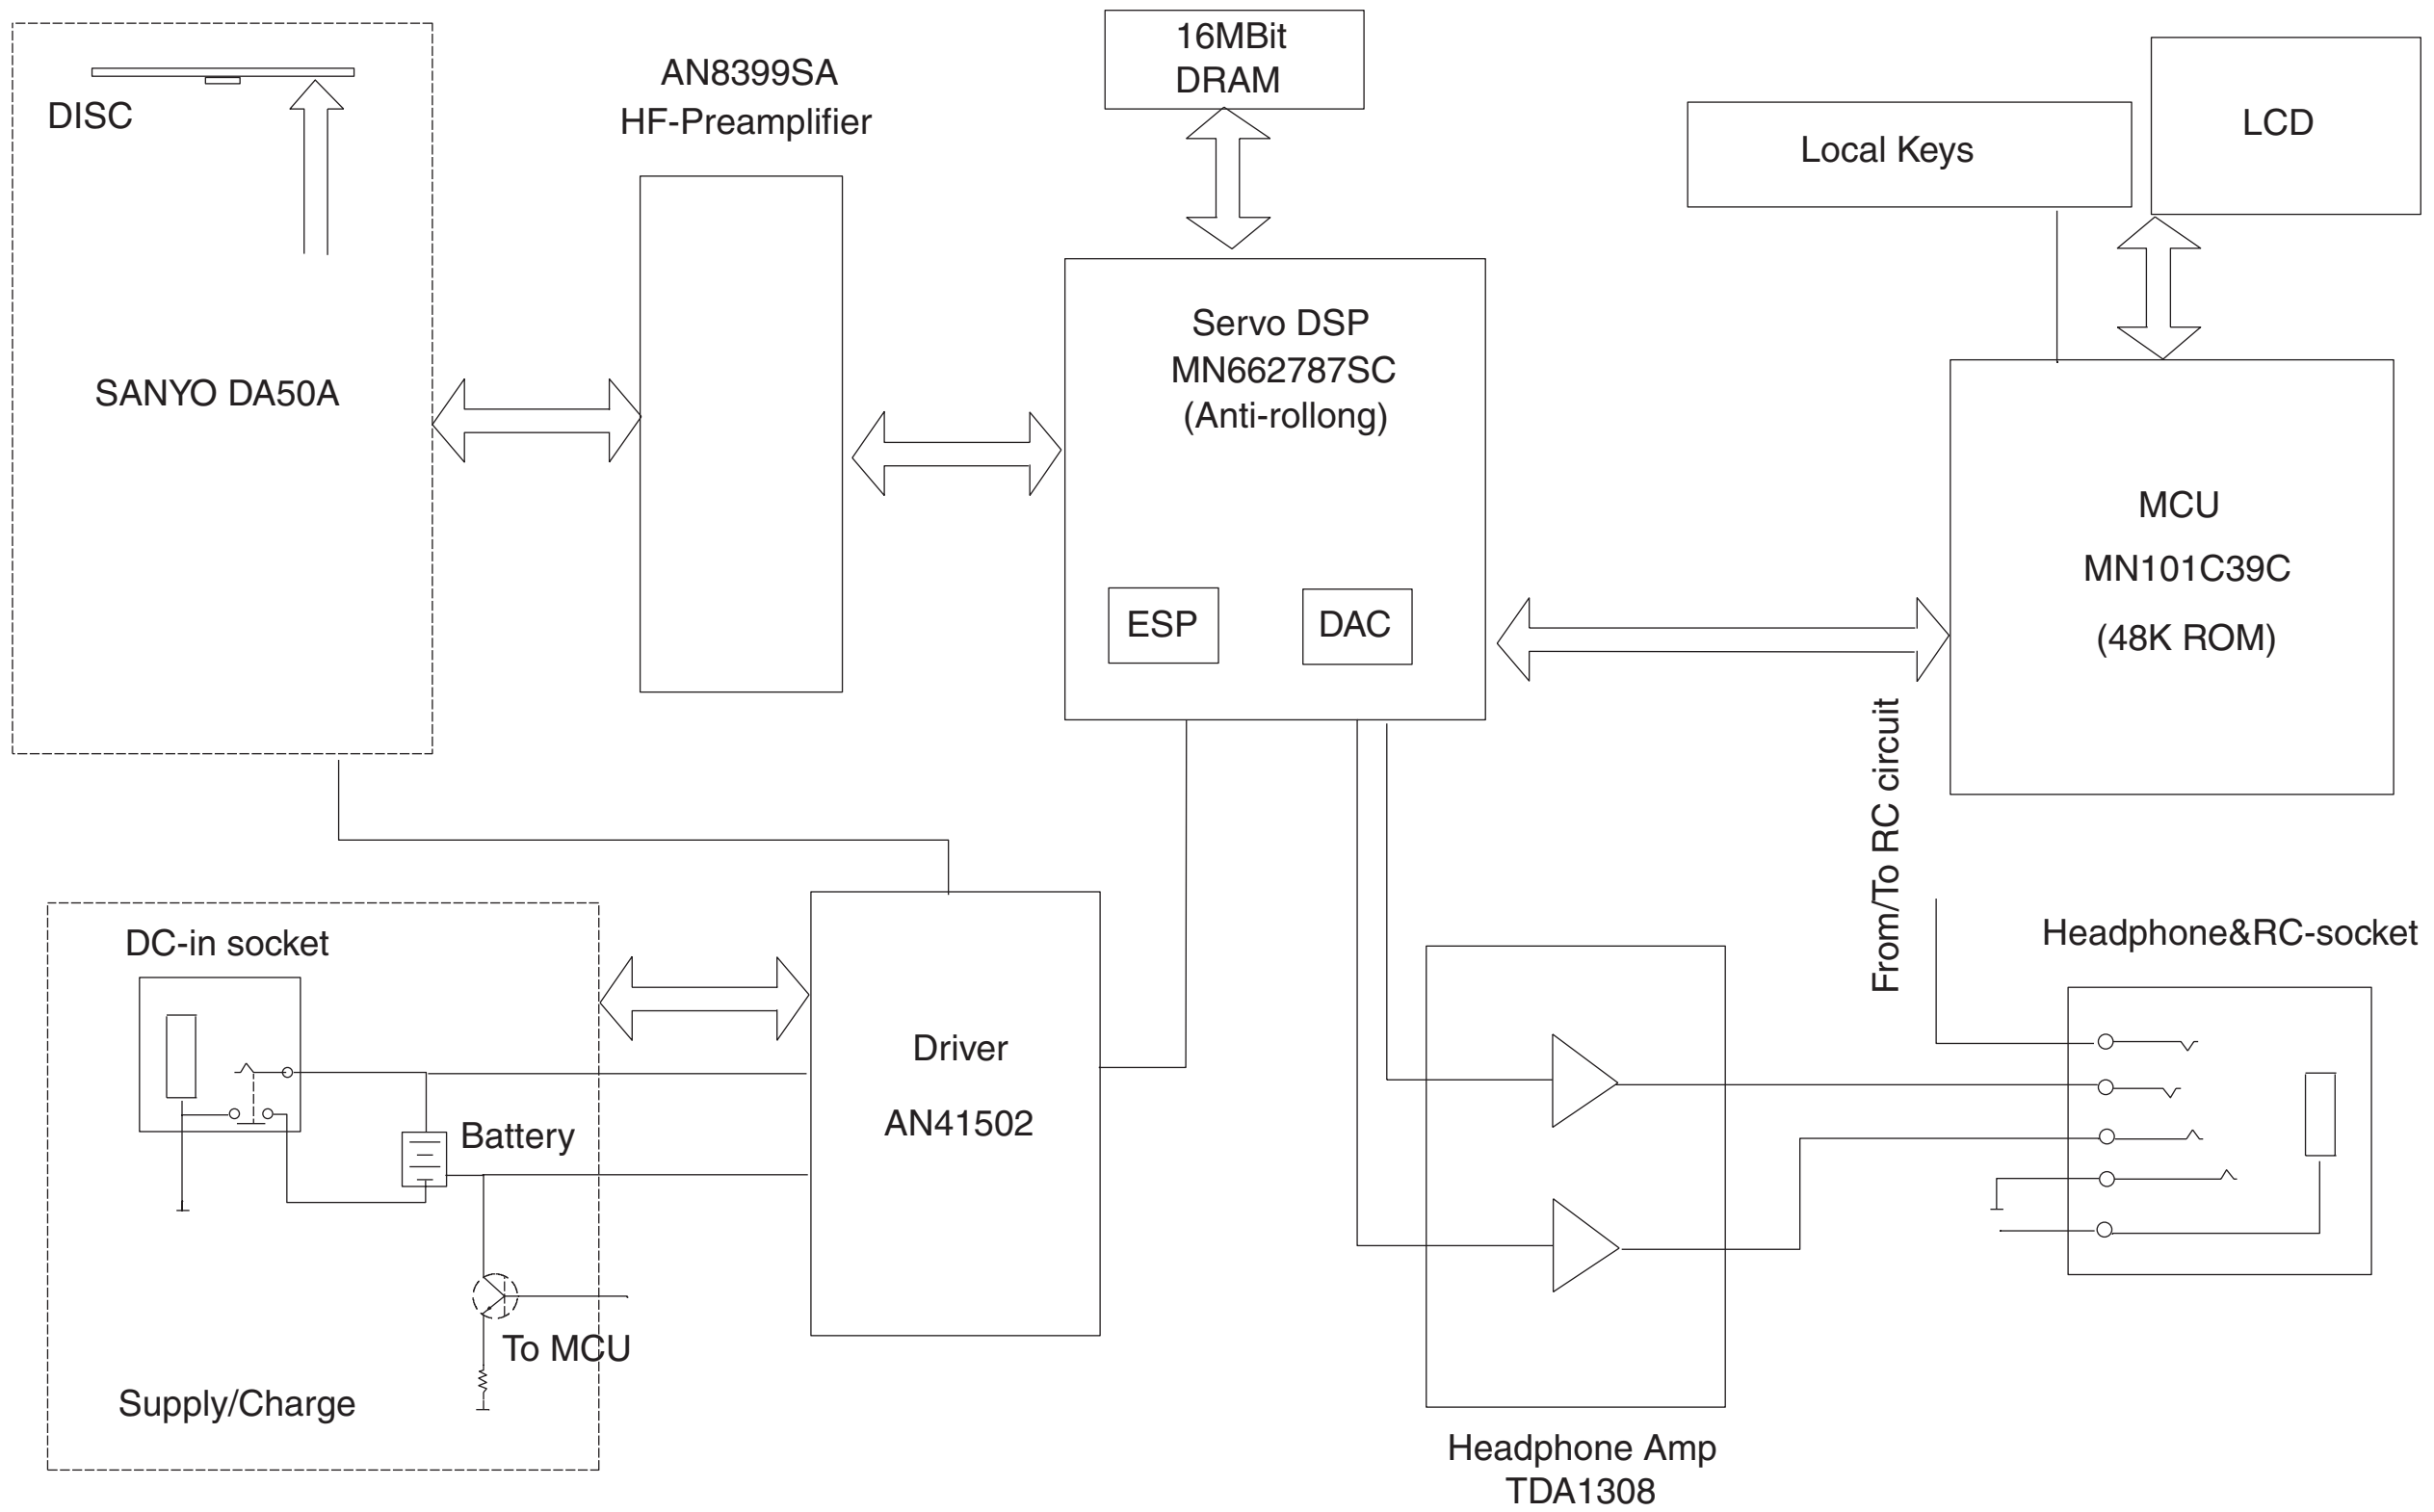 DISC
SANYO DA50A
AN8399SA
HF-Preamplifier
16MBit
DRAM
Servo DSP
MN662787SC
(Anti-rollong)
ESP
DAC
Local Keys
LCD
MCU
MN101C39C
(48K ROM)
From/To RC circuit
Headphone&RC-socket
DC-in socket
Battery
To MCU
Supply/Charge
Driver
AN41502
Headphone Amp
TDA1308